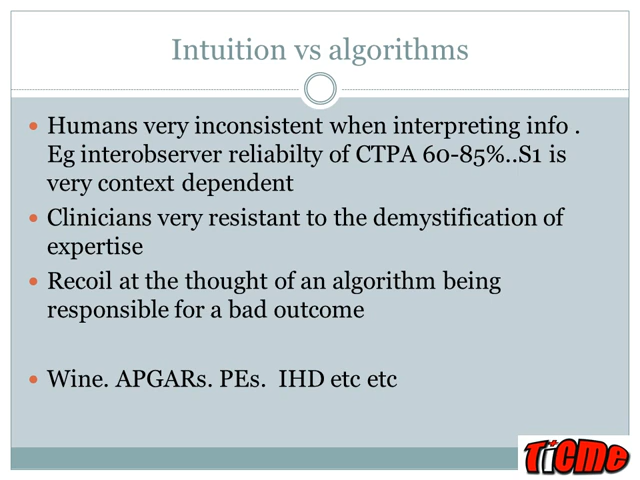 Intuition vs algorithms
• Humans very inconsistent when interpreting info .
Eg interobserver reliabilty of CTPA 60-85%..S1 is
very context dependent
• Clinicians very resistant to the demystification of
expertise
• Recoil at the thought of an algorithm being
responsible for a bad outcome
• Wine. APGARs. PEs.  IHD etc etc
TiCMe